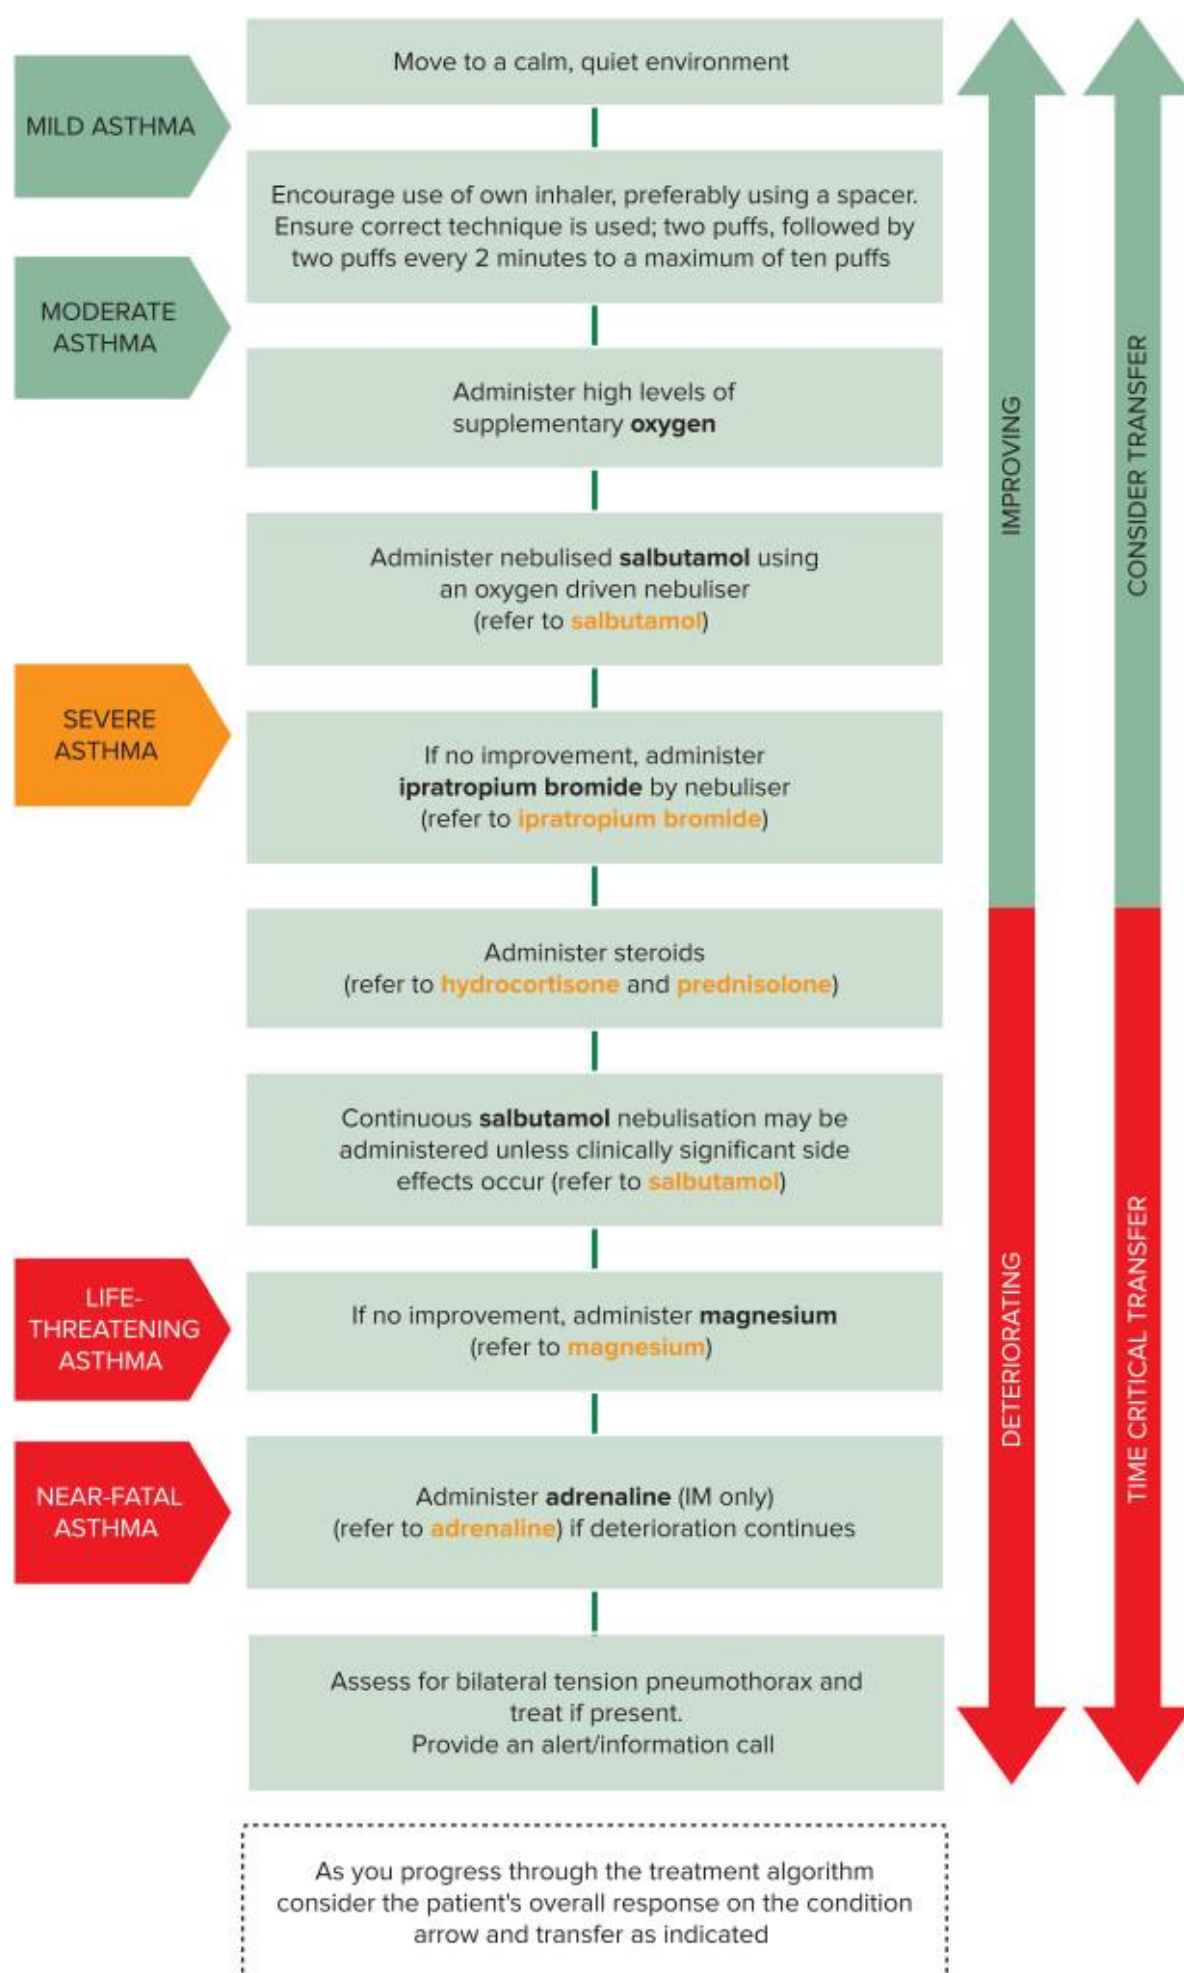 MILD ASTHMA
Move to a calm, quiet environment
Encourage use of own inhaler, preferably using a spacer.
Ensure correct technique is used; two puffs, followed by
two puffs every 2 minutes to a maximum of ten puffs
MODERATE
ASTHMA
Administer high levels of
supplementary oxygen
Administer nebulised salbutamol using
an oxygen driven nebuliser
(refer to salbutamol)
SEVERE
ASTHMA
If no improvement, administer
ipratropium bromide by nebuliser
(refer to ipratropium bromide)
Administer steroids
(refer to hydrocortisone and prednisolone)
Continuous salbutamol nebulisation may be
administered unless clinically significant side
effects occur (refer to salbutamol)
LIFE-
THREATENING
ASTHMA
If no improvement, administer magnesium
(refer to magnesium)
NEAR-FATAL
ASTHMA
Administer adrenaline (IM only)
(refer to adrenaline) if deterioration continues
Assess for bilateral tension pneumothorax and
treat if present.
Provide an alert/information call
IMPROVING
DETERIORATING
CONSIDER TRANSFER
TIME CRITICAL TRANSFER
As you progress through the treatment algorithm
consider the patient's overall response on the condition
arrow and transfer as indicated